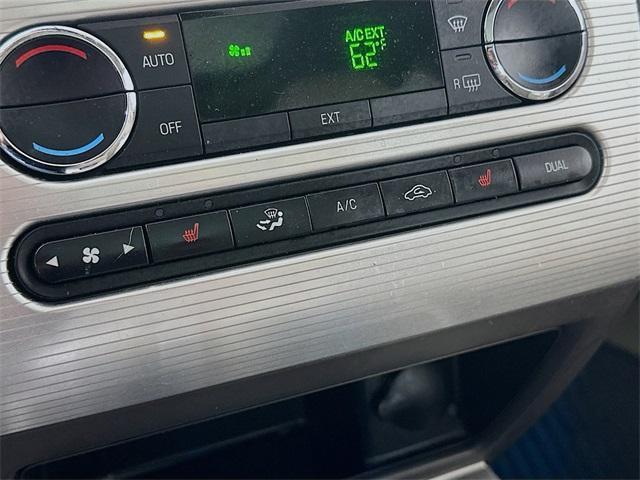 A/C EXT
62°F
AUTO
OFF
EXT
R
A/C
DUAL